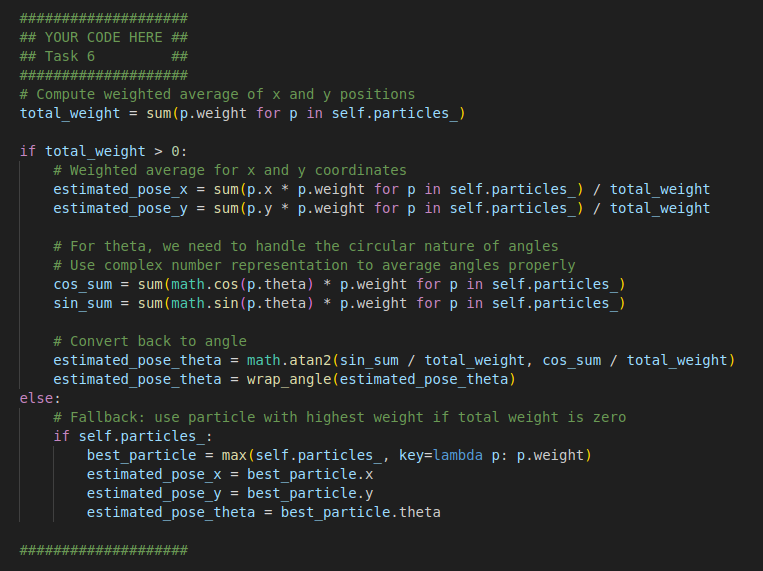 ####################
## YOUR CODE HERE ##
## Task 6         ##
####################
# Compute weighted average of x and y positions
total_weight = sum(p.weight for p in self.particles_)

if total_weight > 0:
    # Weighted average for x and y coordinates
    estimated_pose_x = sum(p.x * p.weight for p in self.particles_) / total_weight
    estimated_pose_y = sum(p.y * p.weight for p in self.particles_) / total_weight

    # For theta, we need to handle the circular nature of angles
    # Use complex number representation to average angles properly
    cos_sum = sum(math.cos(p.theta) * p.weight for p in self.particles_)
    sin_sum = sum(math.sin(p.theta) * p.weight for p in self.particles_)

    # Convert back to angle
    estimated_pose_theta = math.atan2(sin_sum / total_weight, cos_sum / total_weight)
    estimated_pose_theta = wrap_angle(estimated_pose_theta)
else:
    # Fallback: use particle with highest weight if total weight is zero
    if self.particles_:
        best_particle = max(self.particles_, key=lambda p: p.weight)
        estimated_pose_x = best_particle.x
        estimated_pose_y = best_particle.y
        estimated_pose_theta = best_particle.theta

####################